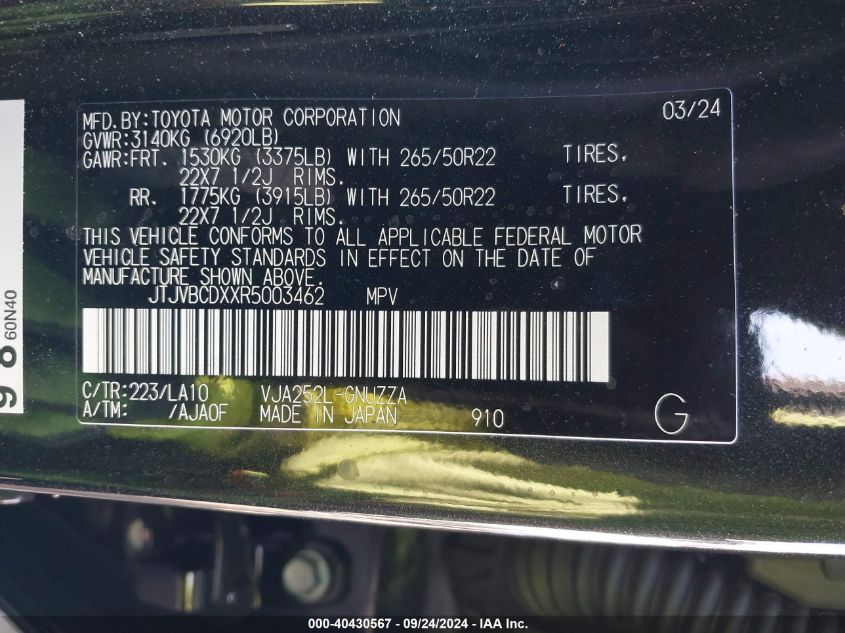 MFD.BY:TOYOTA MOTOR CORPORATION 03/24
GVWR:3140KG (6920LB)
GAWR:FRT. 1530KG (3375LB) WITH 265/50R22 TIRES.
22X7 1/2J RIMS.
RR. 1775KG (3915LB) WITH 265/50R22 TIRES.
22X7 1/2J RIMS.
THIS VEHICLE CONFORMS TO ALL APPLICABLE FEDERAL MOTOR
VEHICLE SAFETY STANDARDS IN EFFECT ON THE DATE OF
MANUFACTURE SHOWN ABOVE.
JTJVBCDXXR5003462 MPV
C/TR:223/LA10 VJA252L-GNUZZA
A/TM: /AJA0F MADE IN JAPAN 910 G
98
60N40
000-40430567 - 09/24/2024 - IAA Inc.